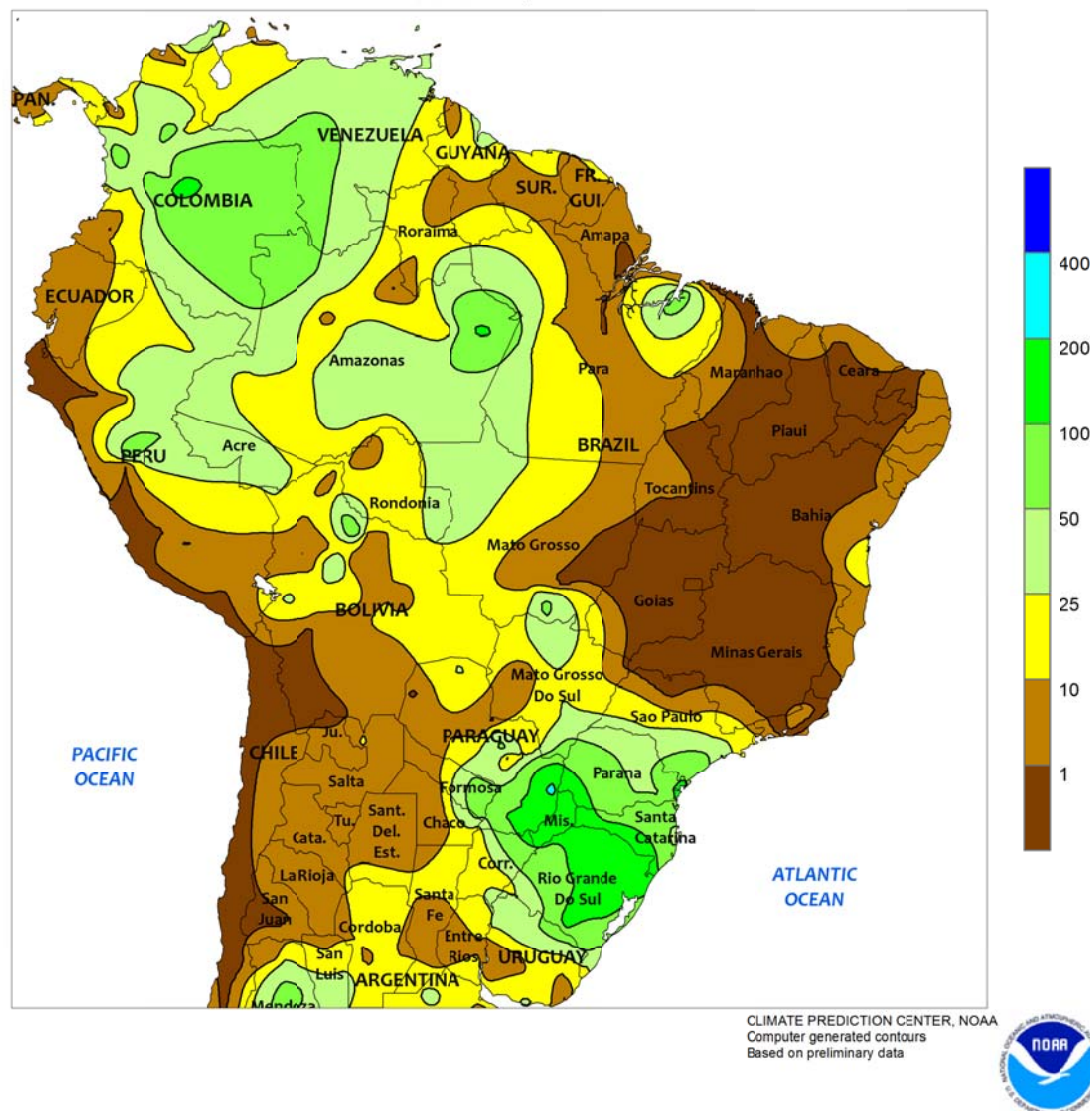 PAN.
VENEZUELA
GUYANA
COLOMBIA
SUR.
FR.
GUI.
Roraima
Amapa
ECUADOR
Amazonas
Para
Maranhao
Ceara
Piaui
PERU
Acre
BRAZIL
Tocantins
Rondonia
Bahia
Mato Grosso
BOLIVIA
Goias
Minas Gerais
Mato Grosso
Do Sul
Sao Paulo
PACIFIC
OCEAN
CHILE
Ju.
PARAGUAY
Salta
Formosa
Parana
Tu.
Sant.
Del.
Est.
Chaco
Mis.
Santa
Catarina
Cata.
LaRioja
Corr.
Rio Grande
Do Sul
ATLANTIC
OCEAN
San
Juan
Santa
Fe
Cordoba
Entre
Rios
URUGUAY
San
Luis
ARGENTINA
Mendoza
400
200
100
50
25
10
1
CLIMATE PREDICTION CENTER, NOAA
Computer generated contours
Based on preliminary data
NOAA